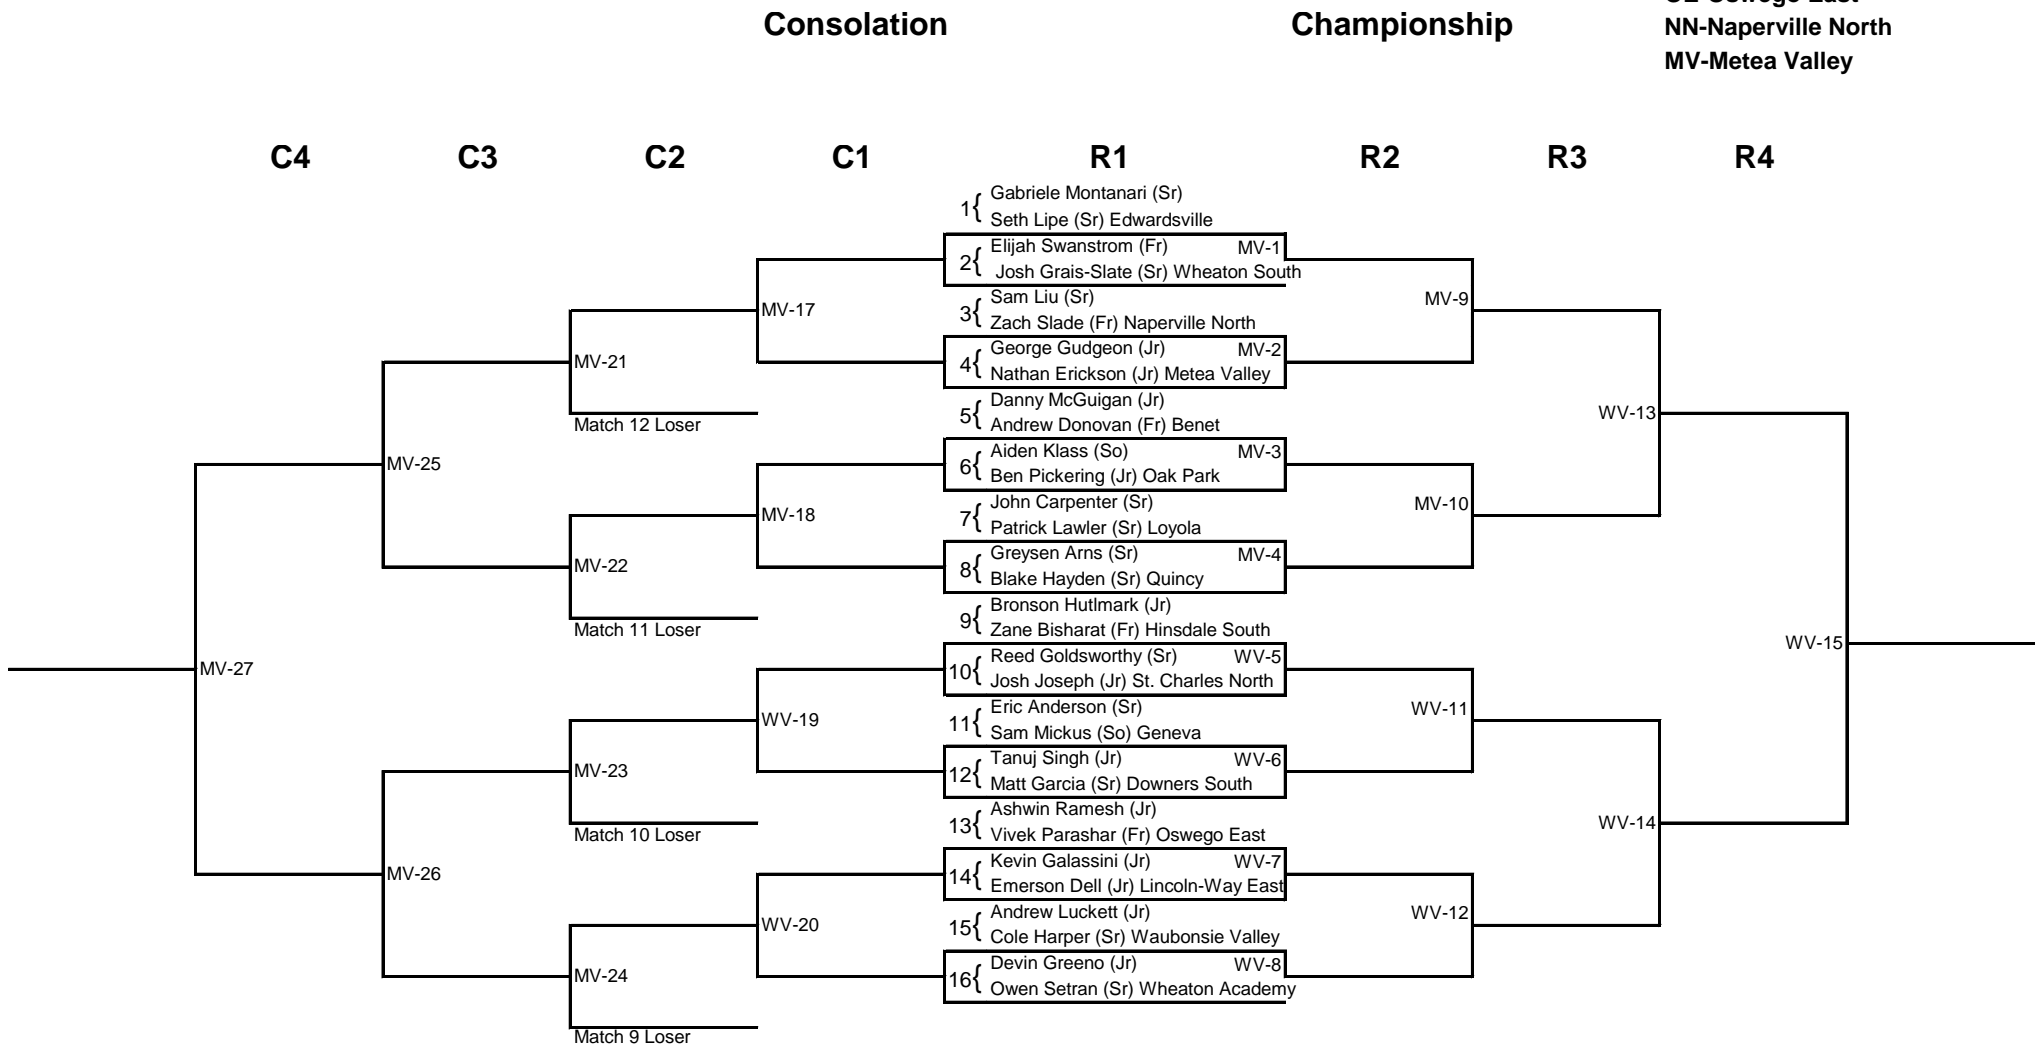 Consolation
Championship
NN-Naperville North
MV-Metea Valley
C4 C3 C2 C1 R1 R2 R3 R4
1{ Gabriele Montanari (Sr)
Seth Lipe (Sr) Edwardsville
2{ Elijah Swanstrom (Fr) MV-1
Josh Grais-Slate (Sr) Wheaton South
3{ Sam Liu (Sr)
Zach Slade (Fr) Naperville North
4{ George Gudgeon (Jr) MV-2
Nathan Erickson (Jr) Metea Valley
5{ Danny McGuigan (Jr)
Andrew Donovan (Fr) Benet
6{ Aiden Klass (So) MV-3
Ben Pickering (Jr) Oak Park
7{ John Carpenter (Sr)
Patrick Lawler (Sr) Loyola
8{ Greysen Arns (Sr) MV-4
Blake Hayden (Sr) Quincy
9{ Bronson Hutlmark (Jr)
Zane Bisharat (Fr) Hinsdale South
10{ Reed Goldsworthy (Sr) WV-5
Josh Joseph (Jr) St. Charles North
11{ Eric Anderson (Sr)
Sam Mickus (So) Geneva
12{ Tanuj Singh (Jr) WV-6
Matt Garcia (Sr) Downers South
13{ Ashwin Ramesh (Jr)
Vivek Parashar (Fr) Oswego East
14{ Kevin Galassini (Jr) WV-7
Emerson Dell (Jr) Lincoln-Way East
15{ Andrew Luckett (Jr)
Cole Harper (Sr) Waubonsie Valley
16{ Devin Greeno (Jr) WV-8
Owen Setran (Sr) Wheaton Academy
MV-9
MV-10
WV-11
WV-12
WV-13
WV-14
WV-15
MV-17
MV-18
WV-19
WV-20
MV-21
Match 12 Loser
MV-22
Match 11 Loser
MV-23
Match 10 Loser
MV-24
Match 9 Loser
MV-25
MV-26
MV-27